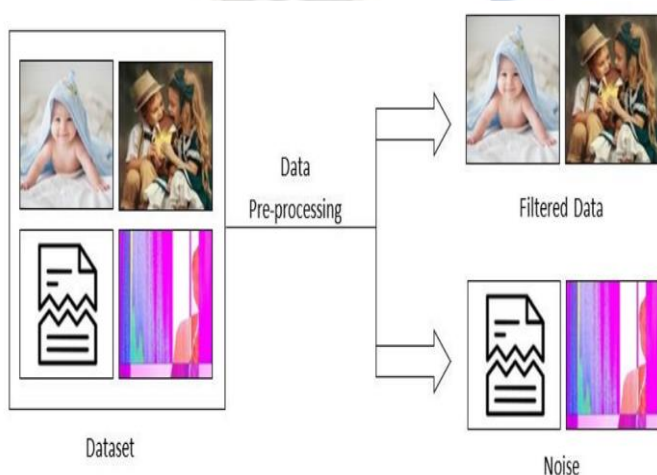 Data
Pre-processing
Filtered Data
Dataset
Noise